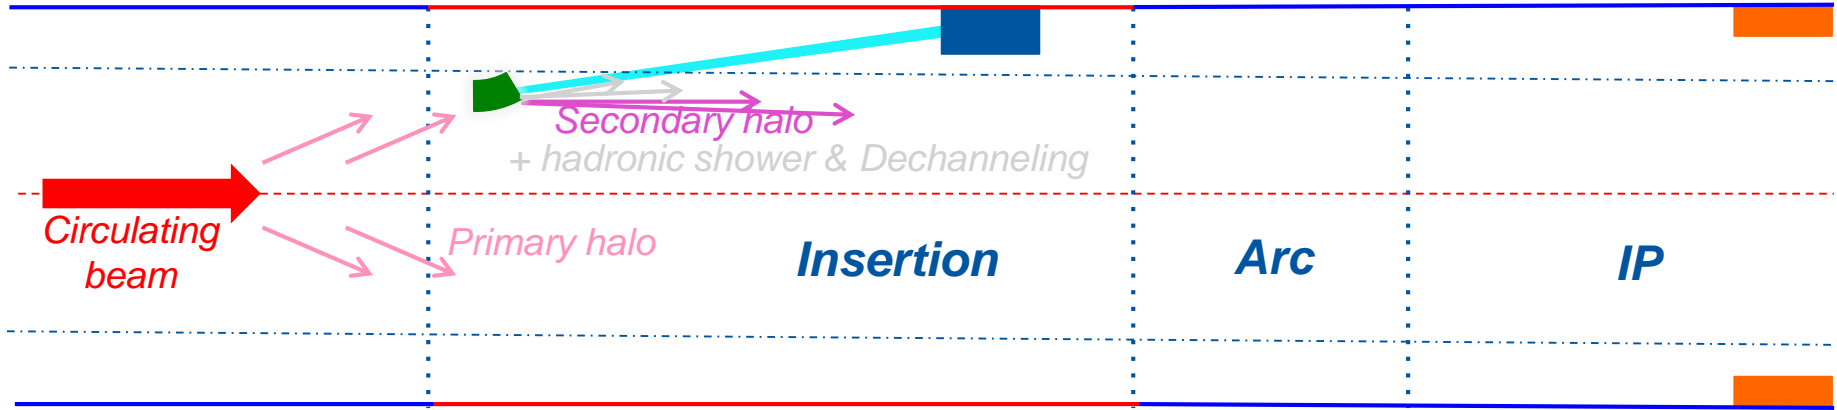 Secondary halo
+ hadronic shower & Dechanneling
Circulating
beam
Primary halo
Insertion
Arc
IP